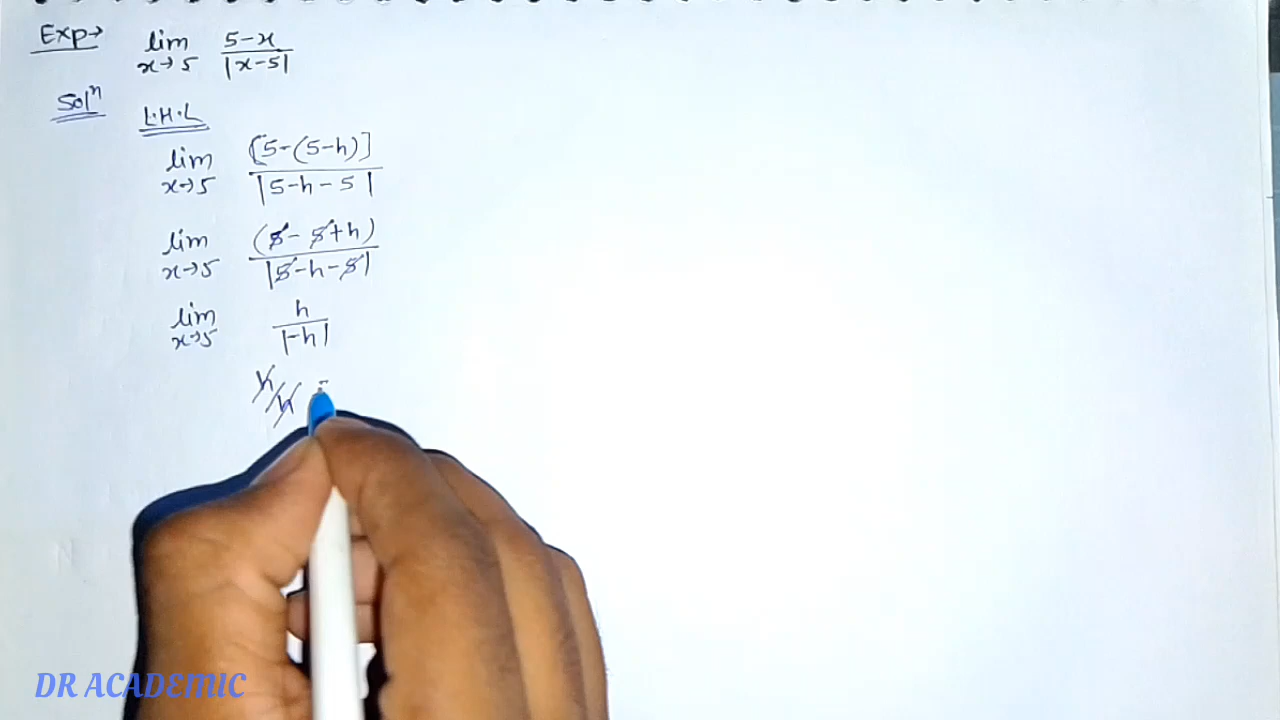 Exp→ lim x→5 5-x / |x-5|
Solⁿ L.H.L
lim x→5 [5-(5-h)] / |5-h-5|
lim x→5 (5-5+h) / |5-h-5|
lim x→5 h / |-h|
h/h =
DR ACADEMIC